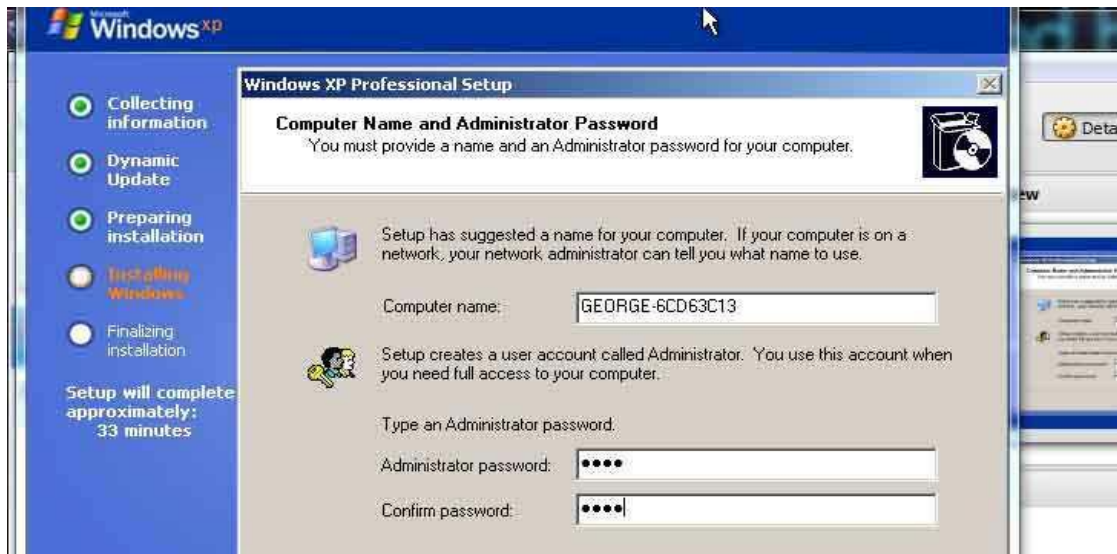 Microsoft
Windows xp
Windows XP Professional Setup
Collecting
information
Dynamic
Update
Preparing
installation
Installing
Windows
Finalizing
installation
Setup will complete
approximately:
33 minutes
Computer Name and Administrator Password
You must provide a name and an Administrator password for your computer.
Setup has suggested a name for your computer. If your computer is on a
network, your network administrator can tell you what name to use.
Computer name: GEORGE-6CD63C13
Setup creates a user account called Administrator. You use this account when
you need full access to your computer.
Type an Administrator password.
Administrator password: ••••
Confirm password: ••••
Deta
ew